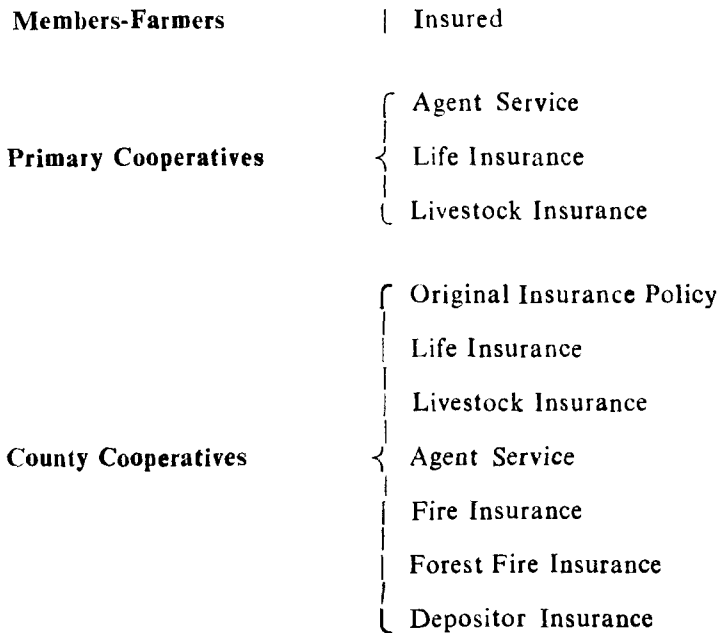 Members-Farmers Insured
Agent Service
Primary Cooperatives Life Insurance
Livestock Insurance
Original Insurance Policy
Life Insurance
Livestock Insurance
County Cooperatives Agent Service
Fire Insurance
Forest Fire Insurance
Depositor Insurance